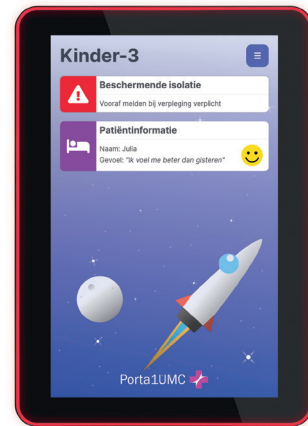 Kinder-3
Beschermende isolatie
Vooraf melden bij verpleging verplicht
Patiëntinformatie
Naam: Julia
Gevoel: "ik voel me beter dan gisteren"
Porta1UMC